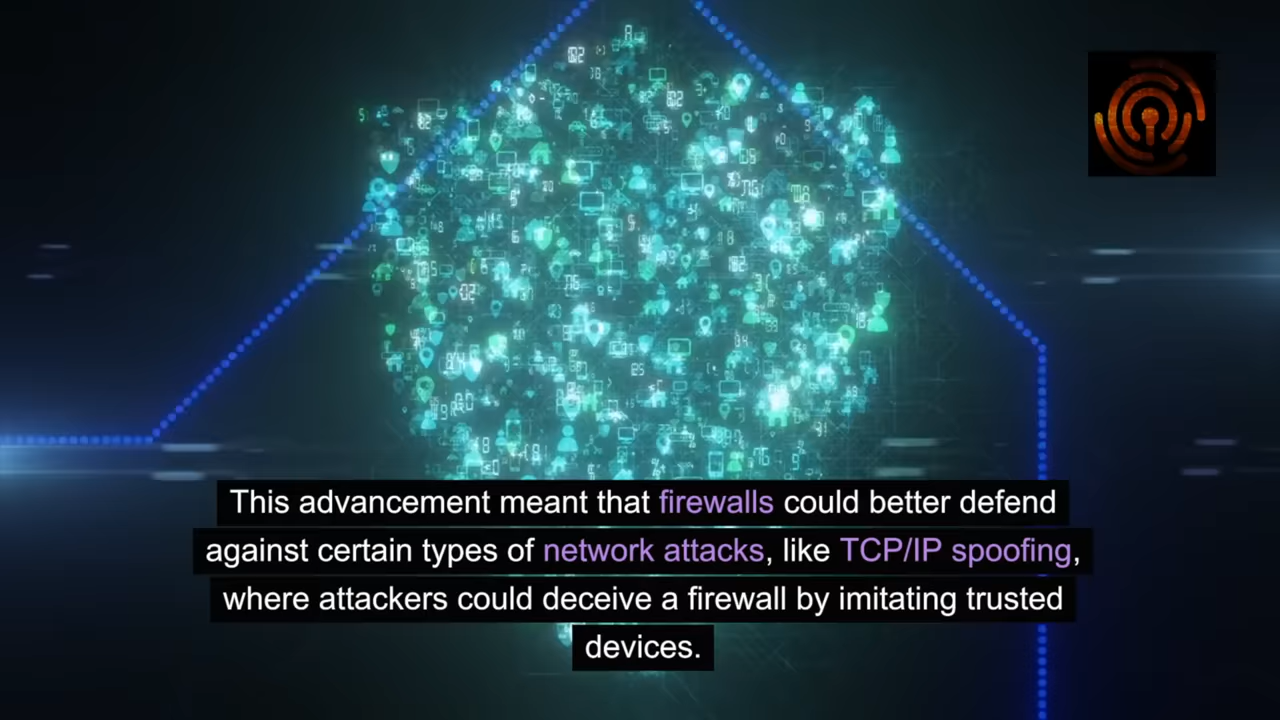 This advancement meant that firewalls could better defend
against certain types of network attacks, like TCP/IP spoofing,
where attackers could deceive a firewall by imitating trusted
devices.